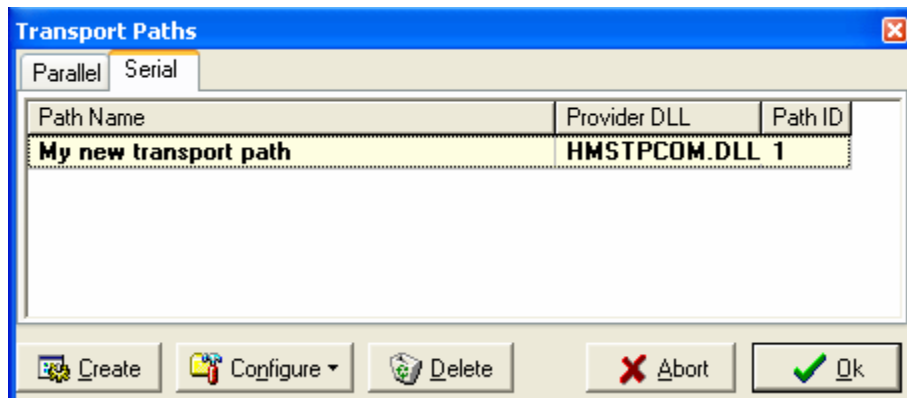 Transport Paths
Parallel Serial
Path Name Provider DLL Path ID
My new transport path HMSTPCOM.DLL 1
Create Configure Delete Abort Ok